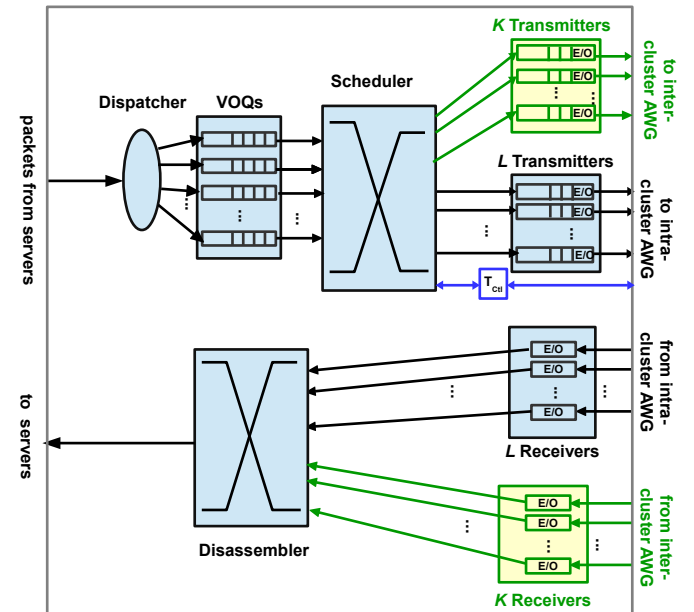 K Transmitters
E/O
E/O
E/O
to inter-
cluster AWG
Scheduler
Dispatcher
VOQs
packets from servers
L Transmitters
E/O
E/O
E/O
to intra-
cluster AWG
T Ctl
from intra-
cluster AWG
E/O
E/O
E/O
L Receivers
to servers
Disassembler
from inter-
cluster AWG
E/O
E/O
E/O
K Receivers